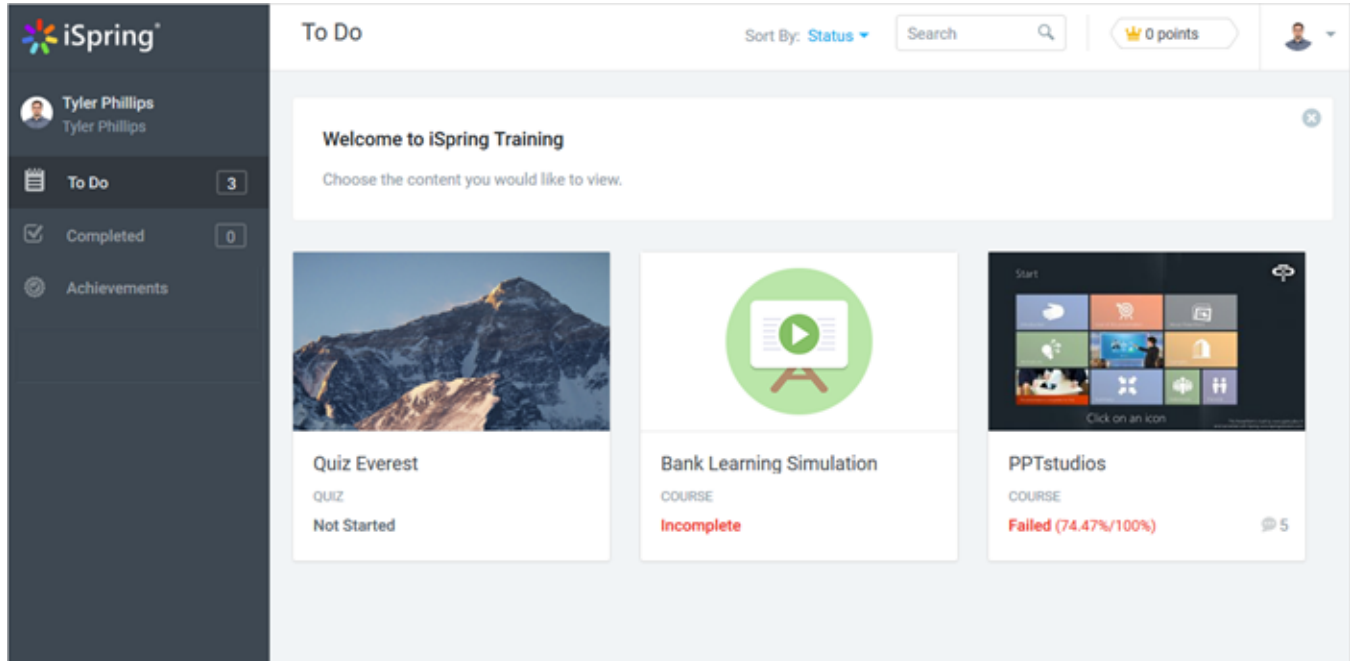 iSpring
Tyler Phillips
Tyler Phillips
To Do 3
Completed 0
Achievements
To Do
Sort By: Status
Search
0 points
Welcome to iSpring Training
Choose the content you would like to view.
Start
Click on an icon
Quiz Everest
QUIZ
Not Started
Bank Learning Simulation
COURSE
Incomplete
PPTstudios
COURSE
Failed (74.47%/100%)
5